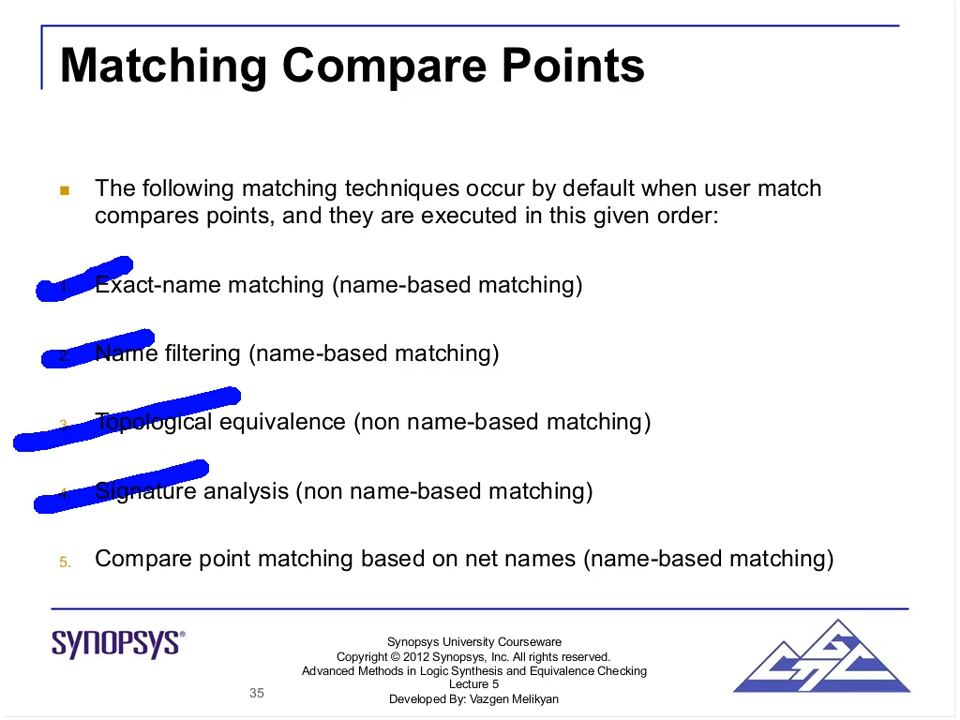 Matching Compare Points
The following matching techniques occur by default when user match
compares points, and they are executed in this given order:
1. Exact-name matching (name-based matching)
2. Name filtering (name-based matching)
3. Topological equivalence (non name-based matching)
4. Signature analysis (non name-based matching)
5. Compare point matching based on net names (name-based matching)
SYNOPSYS®
Synopsys University Courseware
Copyright © 2012 Synopsys, Inc. All rights reserved.
Advanced Methods in Logic Synthesis and Equivalence Checking
Lecture 5
35
Developed By: Vazgen Melikyan